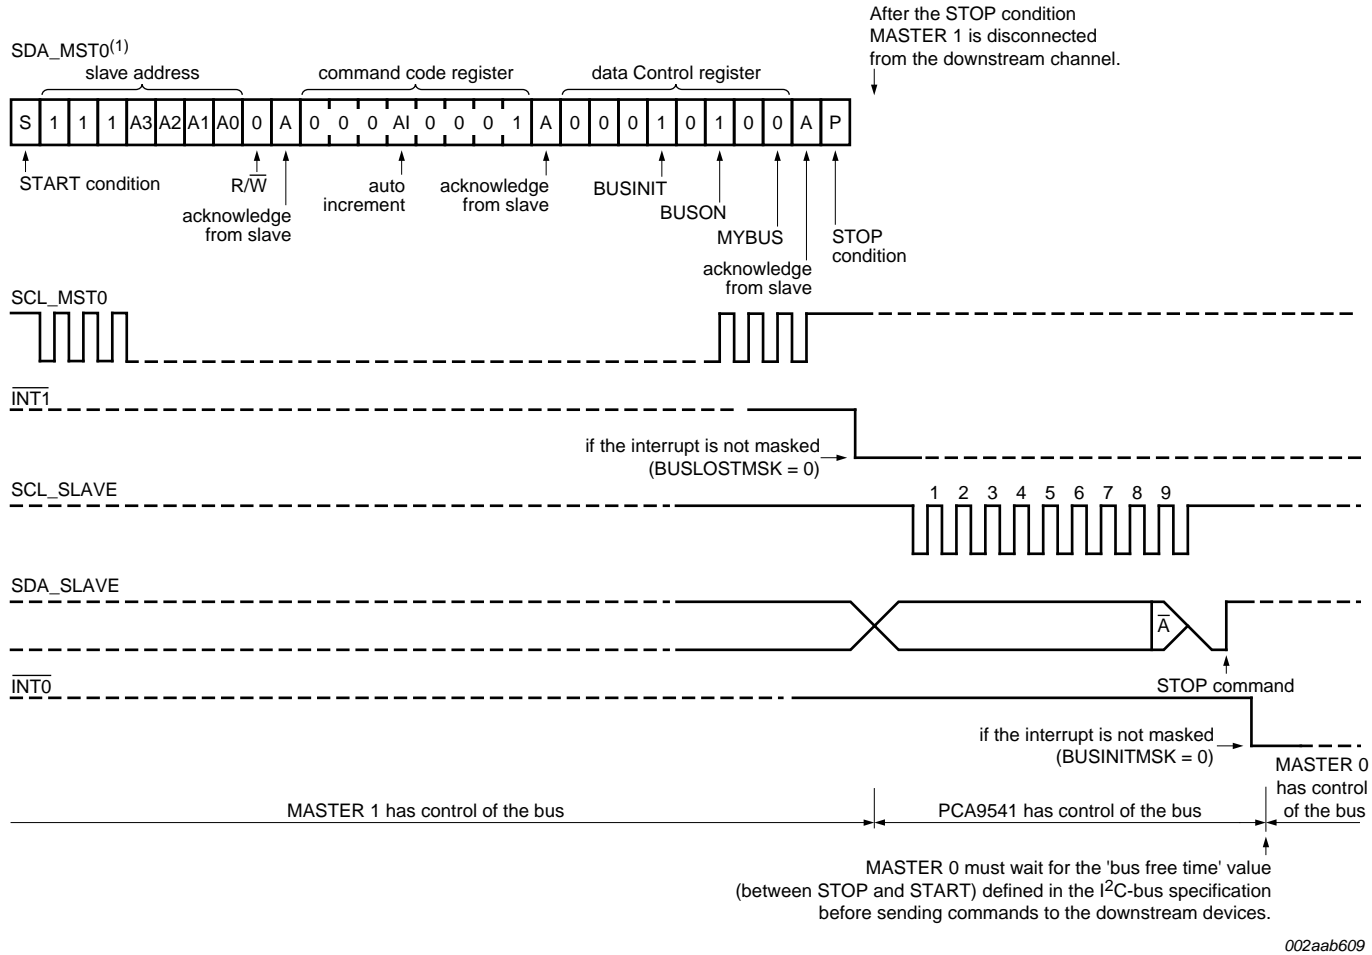 After the STOP condition
MASTER 1 is disconnected
from the downstream channel.
SDA_MST0(1)
slave address
command code register
data Control register
S 1 1 1 A3 A2 A1 A0 0 A 0 0 0 AI 0 0 0 1 A 0 0 0 1 0 1 0 0 A P
START condition
R/W̅
acknowledge
from slave
auto
increment
acknowledge
from slave
BUSINIT
BUSON
MYBUS
acknowledge
from slave
STOP
condition
SCL_MST0
I̅N̅T̅1̅
if the interrupt is not masked
(BUSLOSTMSK = 0)
SCL_SLAVE
1 2 3 4 5 6 7 8 9
SDA_SLAVE
A̅
STOP command
I̅N̅T̅0̅
if the interrupt is not masked
(BUSINITMSK = 0)
MASTER 0
has control
of the bus
MASTER 1 has control of the bus
PCA9541 has control of the bus
MASTER 0 must wait for the 'bus free time' value
(between STOP and START) defined in the I2C-bus specification
before sending commands to the downstream devices.
002aab609